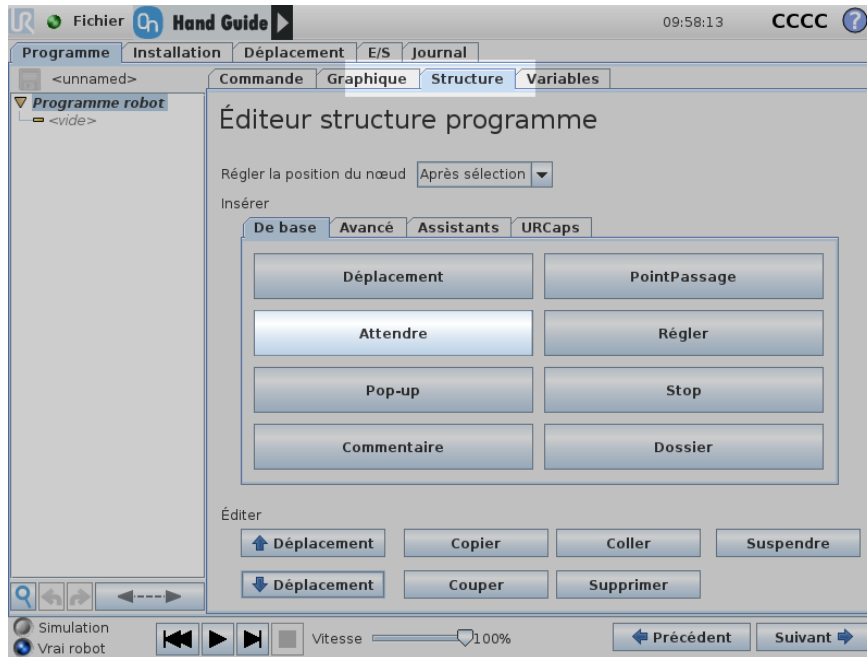 Fichier On Hand Guide 09:58:13 CCCC ?
Programme Installation Déplacement E/S Journal
<unnamed> Commande Graphique Structure Variables
Programme robot
<vide>
Éditeur structure programme
Régler la position du nœud Après sélection
Insérer
De base Avancé Assistants URCaps
Déplacement PointPassage
Attendre Régler
Pop-up Stop
Commentaire Dossier
Éditer
Déplacement Copier Coller Suspendre
Déplacement Couper Supprimer
Simulation
Vrai robot
Vitesse 100% Précédent Suivant